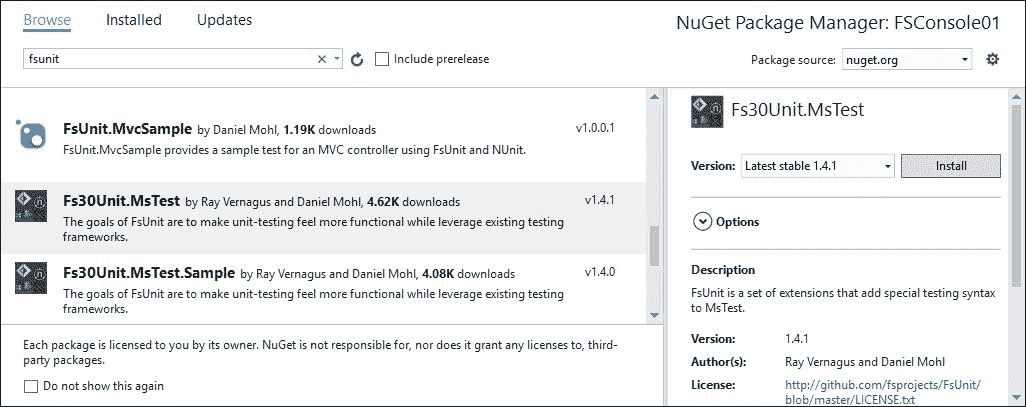 Browse Installed Updates
NuGet Package Manager: FSConsole01
fsunit
Include prerelease
Package source: nuget.org
FsUnit.MvcSample by Daniel Mohl, 1.19K downloads v1.0.0.1
FsUnit.MvcSample provides a sample test for an MVC controller using FsUnit and NUnit.
Fs30Unit.MsTest by Ray Vernagus and Daniel Mohl, 4.62K downloads v1.4.1
The goals of FsUnit are to make unit-testing feel more functional while leverage existing testing
frameworks.
Fs30Unit.MsTest.Sample by Ray Vernagus and Daniel Mohl, 4.08K downloads v1.4.0
The goals of FsUnit are to make unit-testing feel more functional while leverage existing testing
frameworks.
Each package is licensed to you by its owner. NuGet is not responsible for, nor does it grant any licenses to, third-
party packages.
Do not show this again
Fs30Unit.MsTest
Version: Latest stable 1.4.1 Install
Options
Description
FsUnit is a set of extensions that add special testing syntax
to MsTest.
Version: 1.4.1
Author(s): Ray Vernagus and Daniel Mohl
License: http://github.com/fsprojects/FsUnit/
blob/master/LICENSE.txt